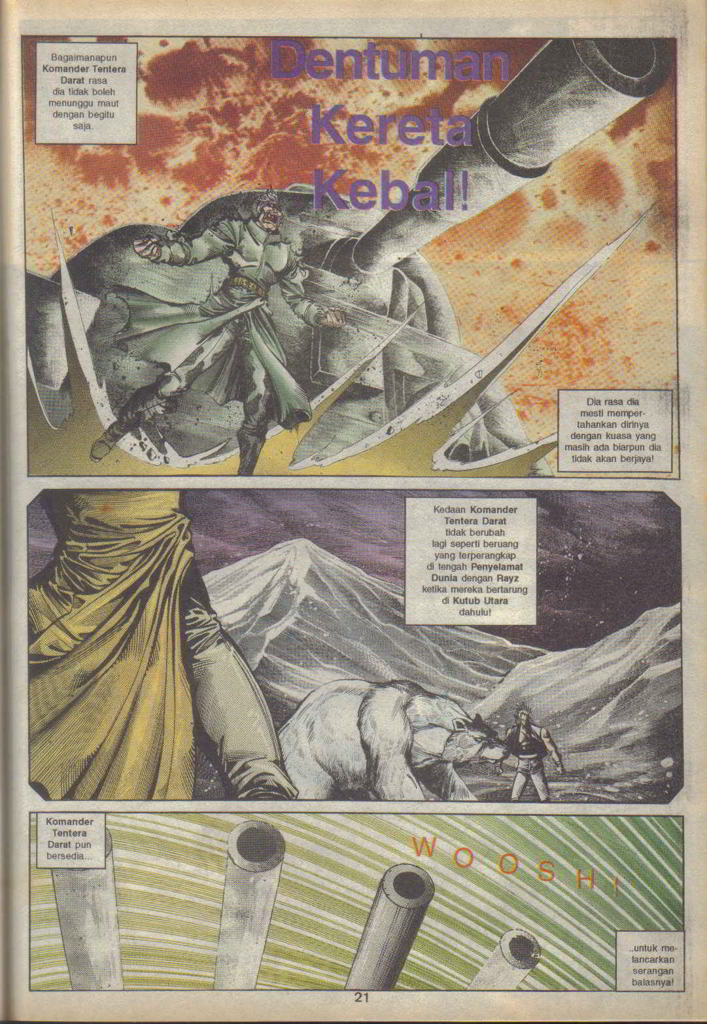 Bagaimanapun
Komander Tentera
Darat rasa
dia tidak boleh
menunggu maut
dengan begitu
saja.
Dentuman
Kereta
Kebal!
Dia rasa dia
mesti memper-
tahankan dirinya
dengan kuasa yang
masih ada biarpun dia
tidak akan berjaya!
Kedaan Komander
Tentera Darat
tidak berubah
lagi seperti beruang
yang terperangkap
di tengah Penyelamat
Dunia dengan Rayz
ketika mereka bertarung
di Kutub Utara
dahulu!
Komander
Tentera
Darat pun
bersedia...
WOOSH!
..untuk me-
lancarkan
serangan
balasnya!
21